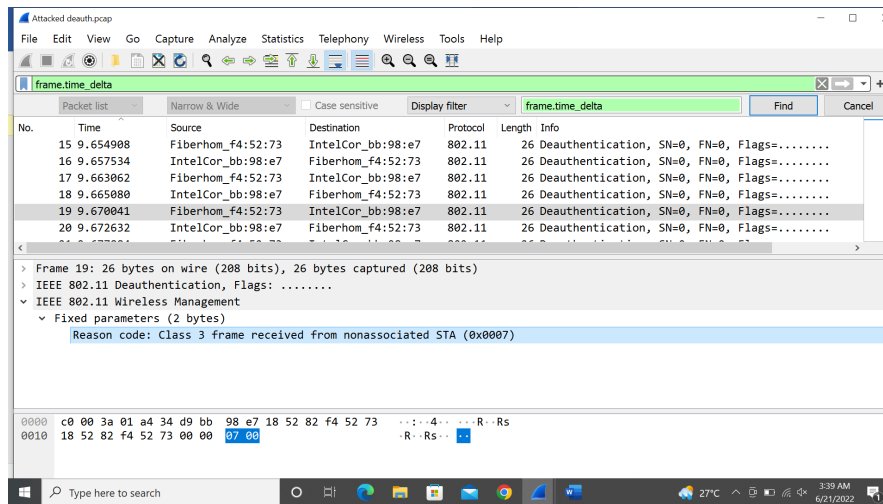 Attacked deauth.pcap
File Edit View Go Capture Analyze Statistics Telephony Wireless Tools Help
frame.time_delta
Packet list Narrow & Wide Case sensitive Display filter frame.time_delta Find Cancel
No. Time Source Destination Protocol Length Info
15 9.654908 Fiberhom_f4:52:73 IntelCor_bb:98:e7 802.11 26 Deauthentication, SN=0, FN=0, Flags=........
16 9.657534 IntelCor_bb:98:e7 Fiberhom_f4:52:73 802.11 26 Deauthentication, SN=0, FN=0, Flags=........
17 9.663062 Fiberhom_f4:52:73 IntelCor_bb:98:e7 802.11 26 Deauthentication, SN=0, FN=0, Flags=........
18 9.665080 IntelCor_bb:98:e7 Fiberhom_f4:52:73 802.11 26 Deauthentication, SN=0, FN=0, Flags=........
19 9.670041 Fiberhom_f4:52:73 IntelCor_bb:98:e7 802.11 26 Deauthentication, SN=0, FN=0, Flags=........
20 9.672632 IntelCor_bb:98:e7 Fiberhom_f4:52:73 802.11 26 Deauthentication, SN=0, FN=0, Flags=........
Frame 19: 26 bytes on wire (208 bits), 26 bytes captured (208 bits)
IEEE 802.11 Deauthentication, Flags: ........
IEEE 802.11 Wireless Management
Fixed parameters (2 bytes)
Reason code: Class 3 frame received from nonassociated STA (0x0007)
0000 c0 00 3a 01 a4 34 d9 bb 98 e7 18 52 82 f4 52 73 ··:··4·· ···R··Rs
0010 18 52 82 f4 52 73 00 00 07 00 ·R··Rs·· ··
Type here to search 27°C 3:39 AM
6/21/2022